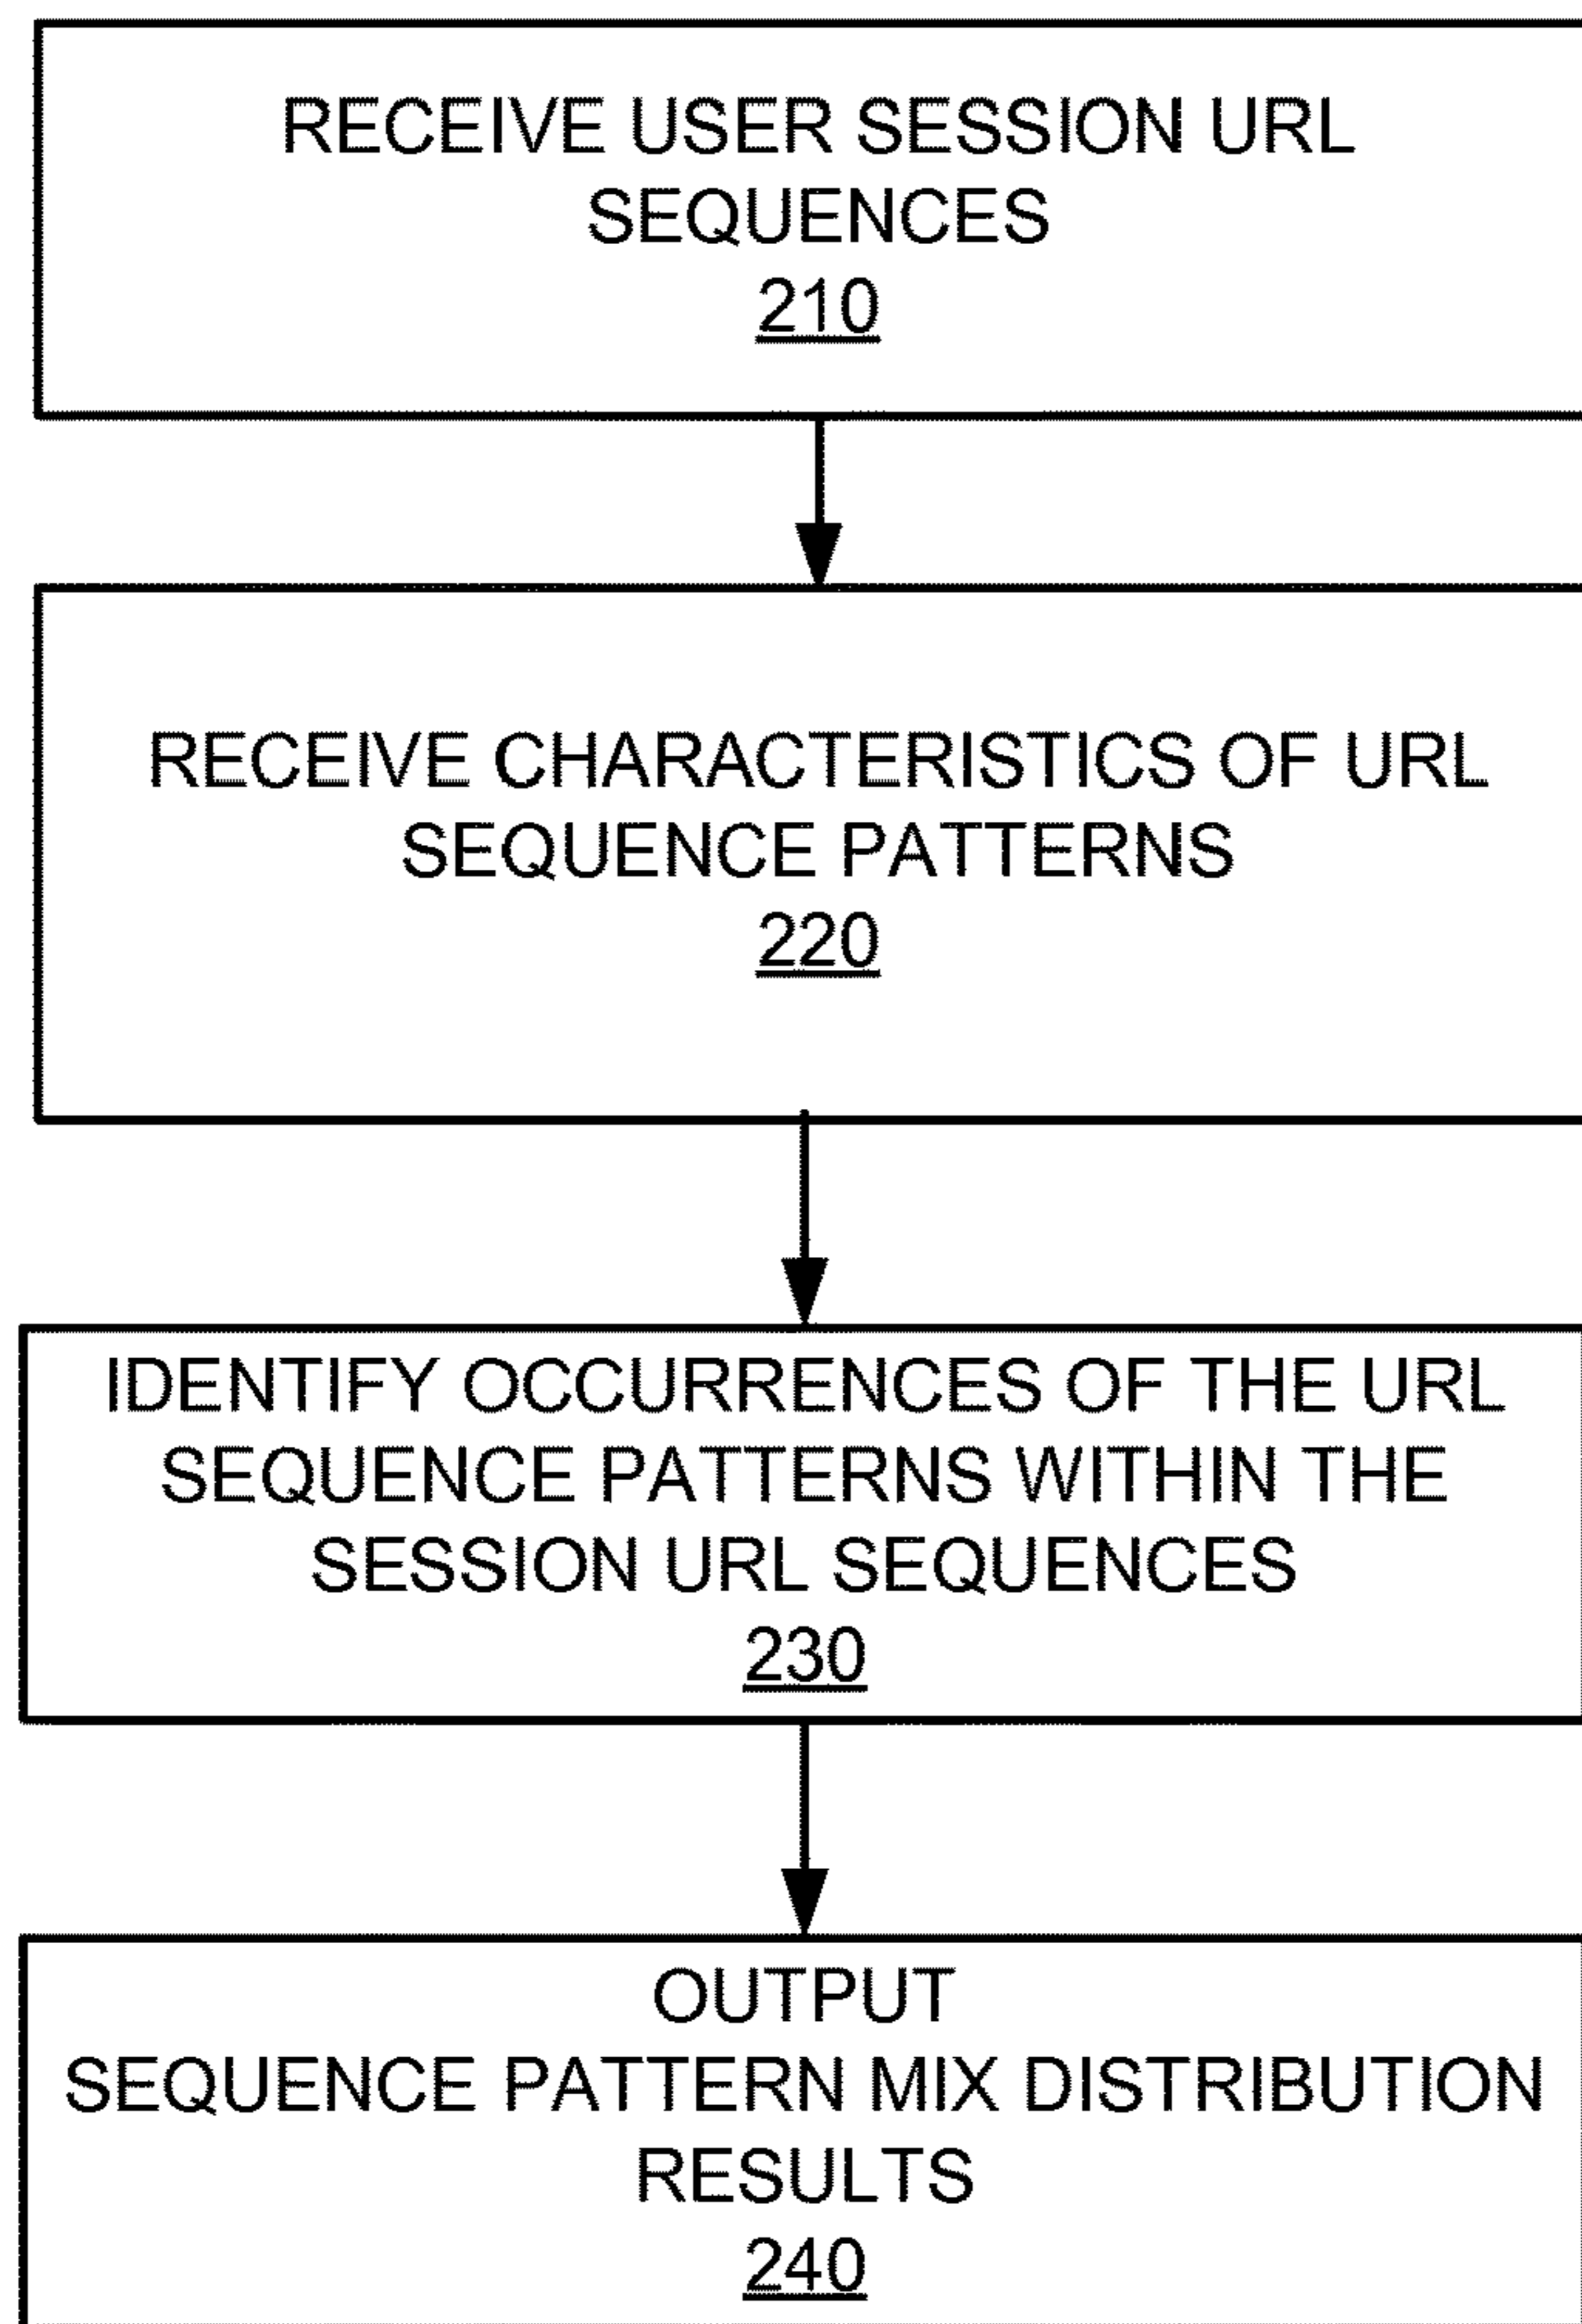 RECEIVE USER SESSION URL
SEQUENCES
210
RECEIVE CHARACTERISTICS OF URL
SEQUENCE PATTERNS
220
IDENTIFY OCCURRENCES OF THE URL
SEQUENCE PATTERNS WITHIN THE
SESSION URL SEQUENCES
230
OUTPUT
SEQUENCE PATTERN MIX DISTRIBUTION
RESULTS
240